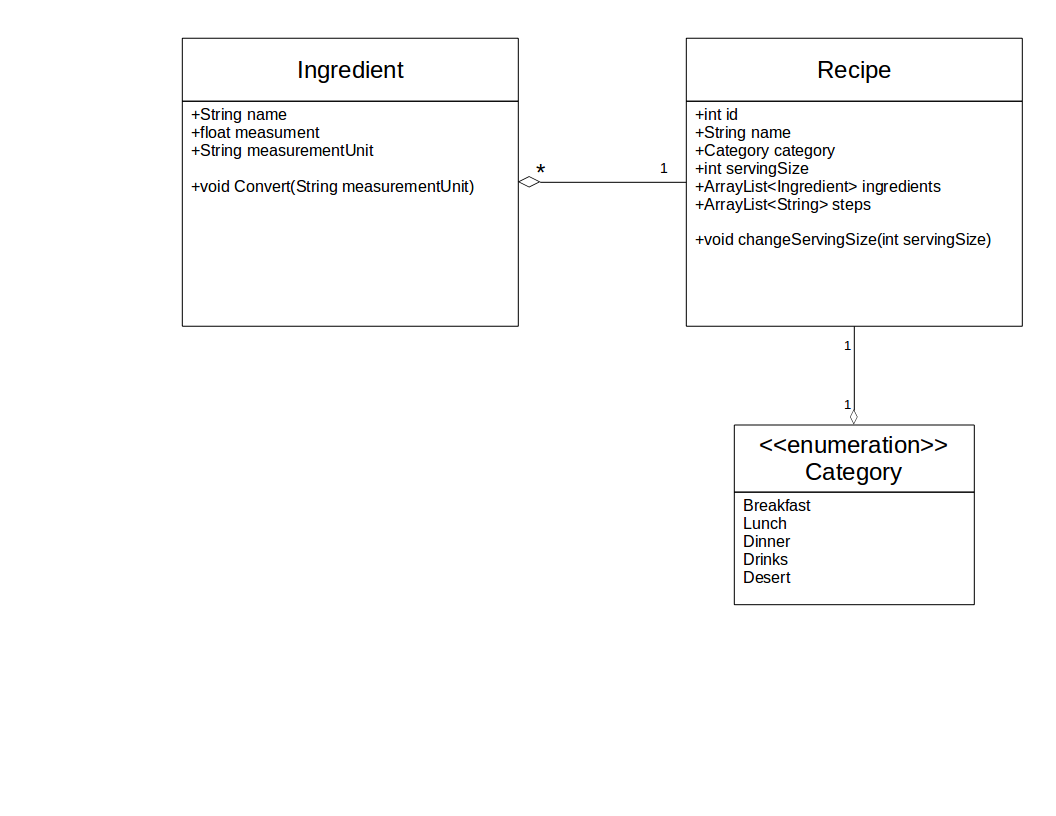 Ingredient
+String name
+float measument
+String measurementUnit
+void Convert(String measurementUnit)
*
1
Recipe
+int id
+String name
+Category category
+int servingSize
+ArrayList<Ingredient> ingredients
+ArrayList<String> steps
+void changeServingSize(int servingSize)
1
1
<<enumeration>>
Category
Breakfast
Lunch
Dinner
Drinks
Desert